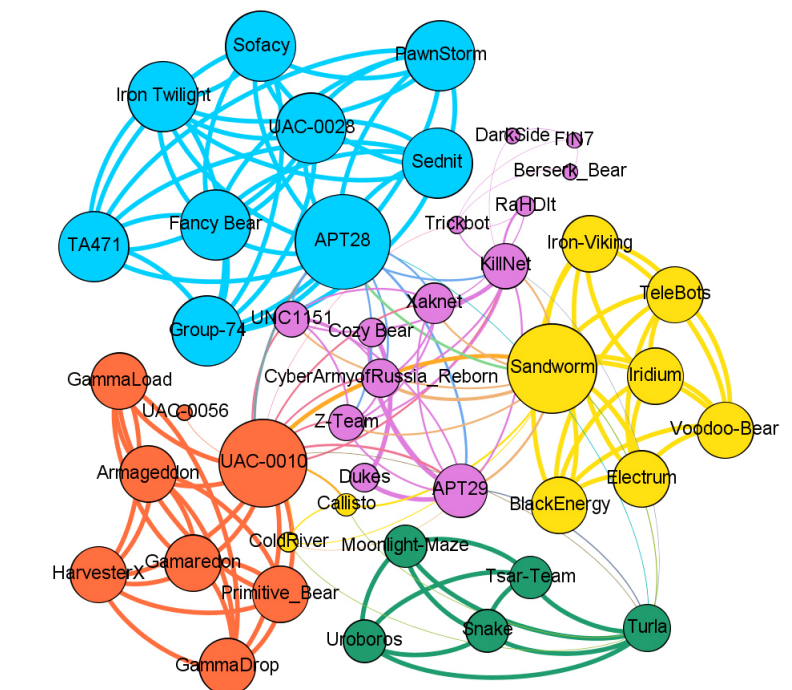 Sofacy
PawnStorm
Iron Twilight
UAC-0028
DarkSide
FIN7
Sednit
Berserk_Bear
RaHDIt
Trickbot
Fancy Bear
APT28
TA471
Iron-Viking
KillNet
TeleBots
Xaknet
UNC1151
Cozy Bear
Group-74
Sandworm
CyberArmyofRussia_Reborn
Iridium
GammaLoad
UAC-0056
Z-Team
Voodoo-Bear
UAC-0010
Armageddon
Dukes
APT29
Electrum
Callisto
BlackEnergy
ColdRiver
Moonlight-Maze
HarvesterX
Gamaredon
Tsar-Team
Primitive_Bear
Uroboros
Snake
Turla
GammaDrop